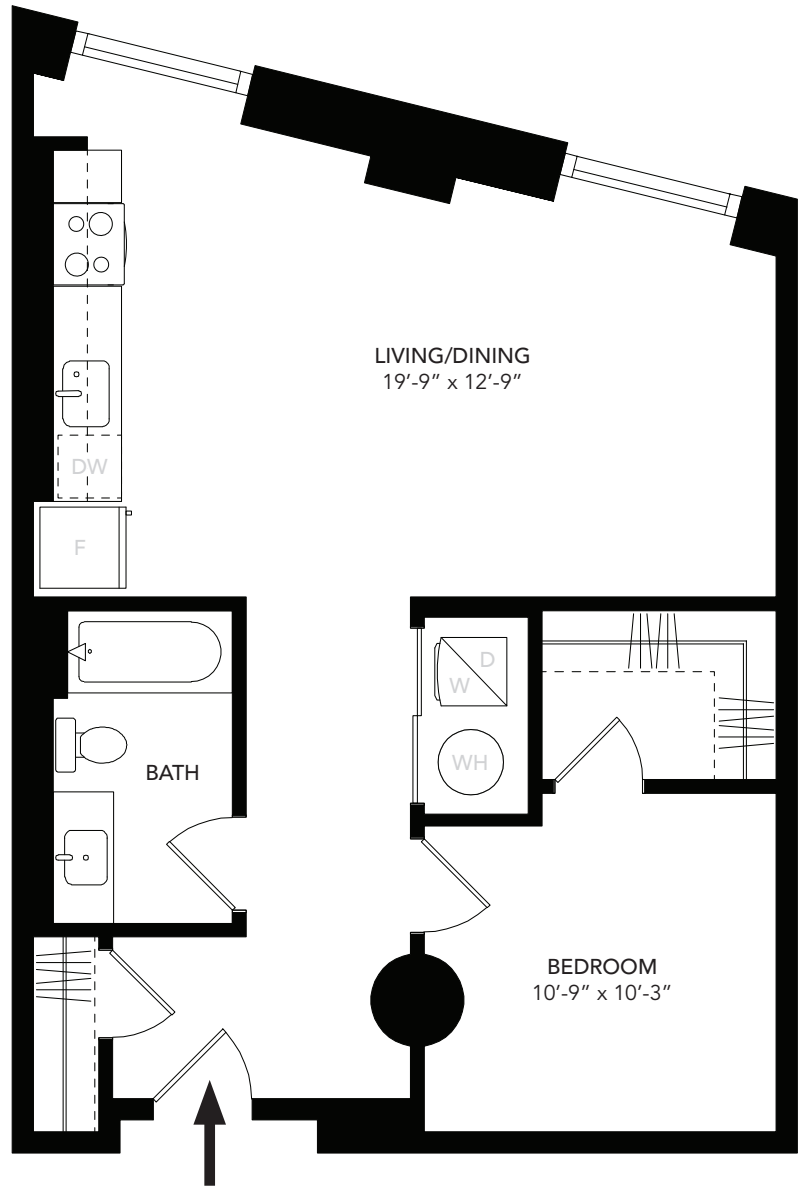 LIVING/DINING
19’-9” x 12’-9”
DW
F
D
W
WH
BATH
BEDROOM
10’-9” x 10’-3”